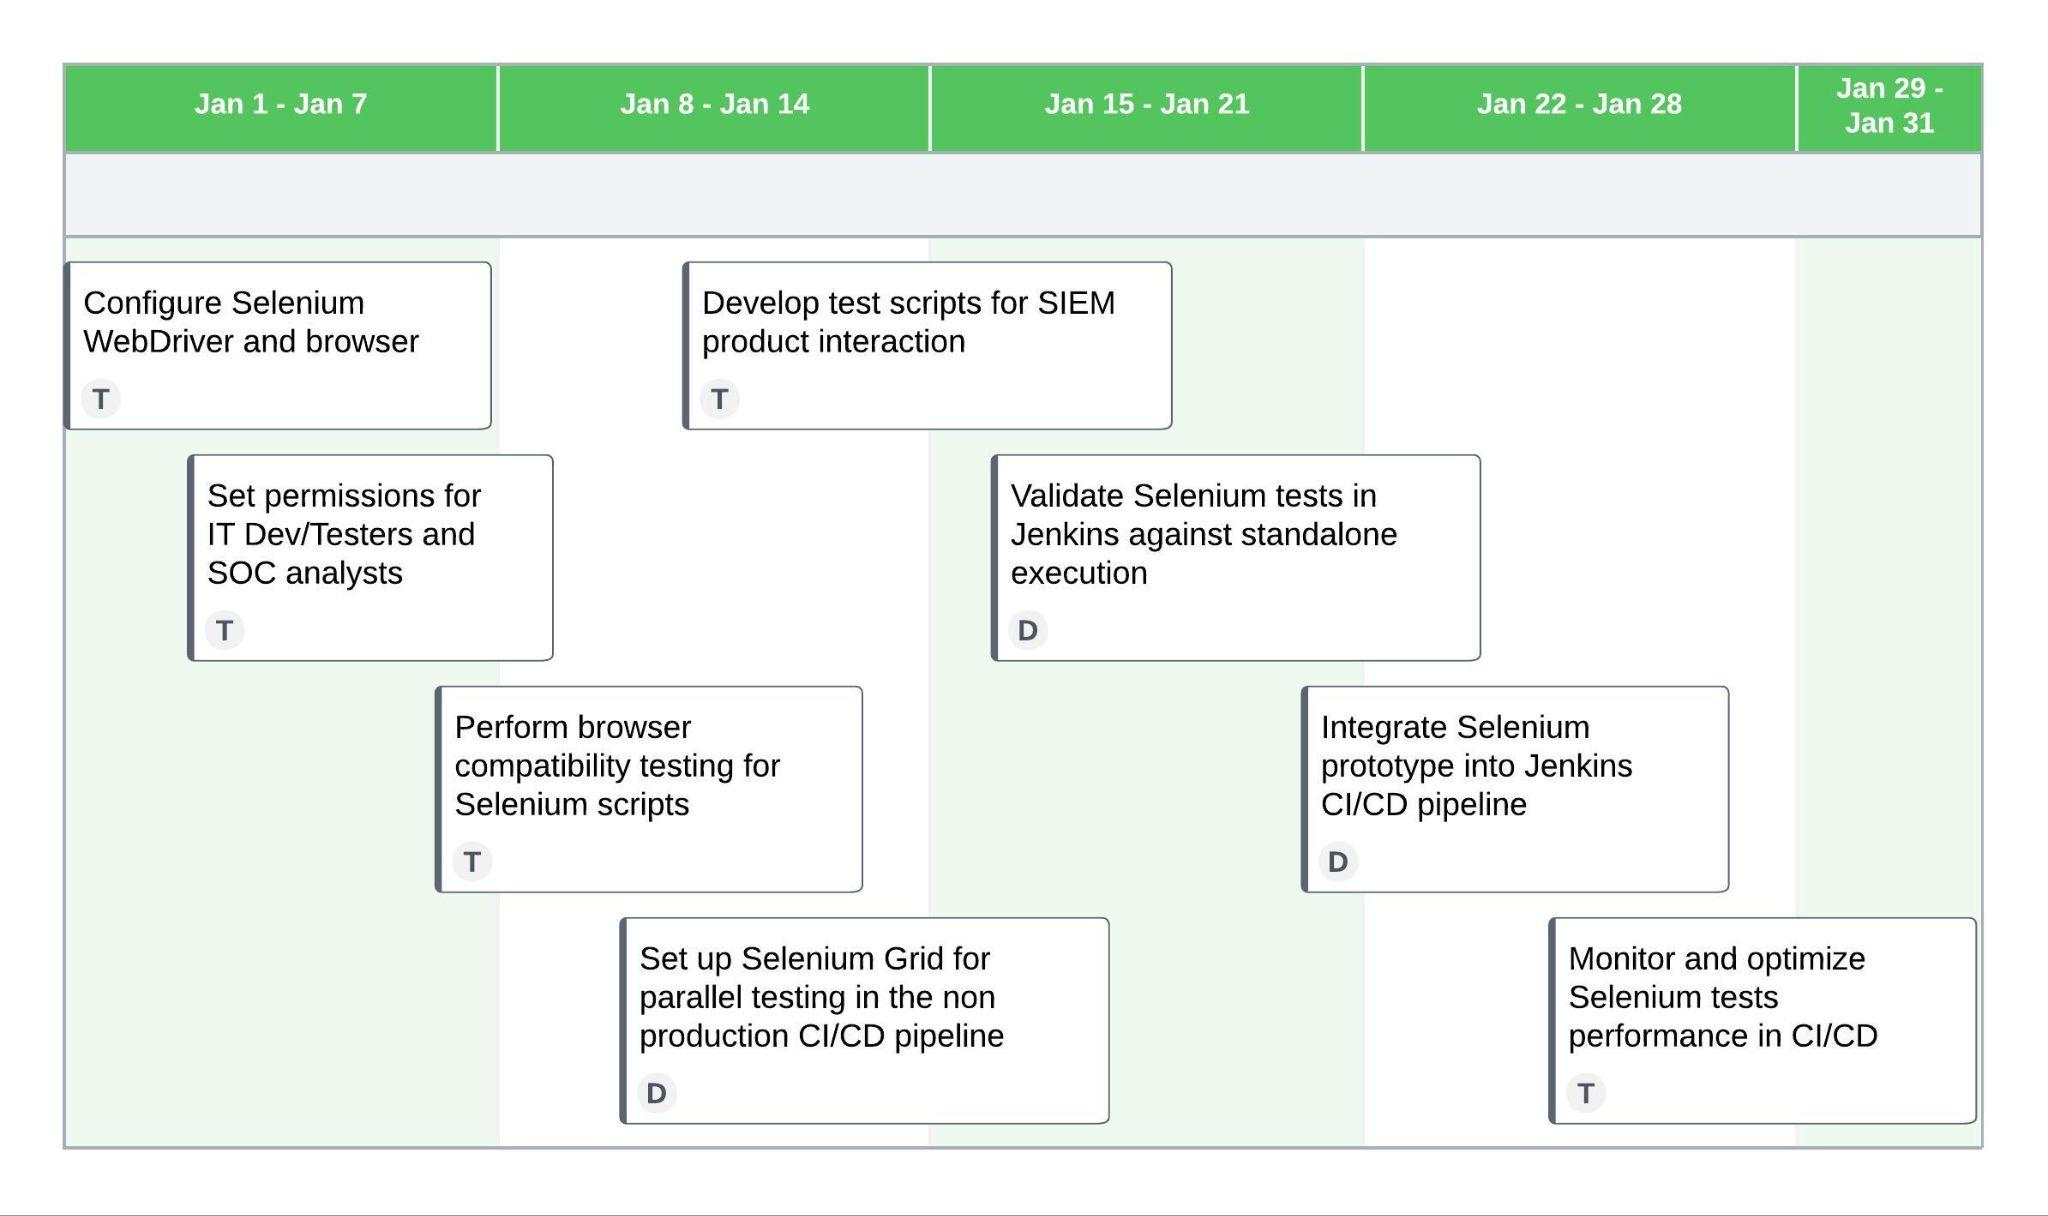 Jan 1 - Jan 7
Jan 8 - Jan 14
Jan 15 - Jan 21
Jan 22 - Jan 28
Jan 29 -
Jan 31
Configure Selenium
WebDriver and browser
T
Develop test scripts for SIEM
product interaction
T
Set permissions for
IT Dev/Testers and
SOC analysts
T
Validate Selenium tests in
Jenkins against standalone
execution
D
Perform browser
compatibility testing for
Selenium scripts
T
Integrate Selenium
prototype into Jenkins
CI/CD pipeline
D
Set up Selenium Grid for
parallel testing in the non
production CI/CD pipeline
D
Monitor and optimize
Selenium tests
performance in CI/CD
T